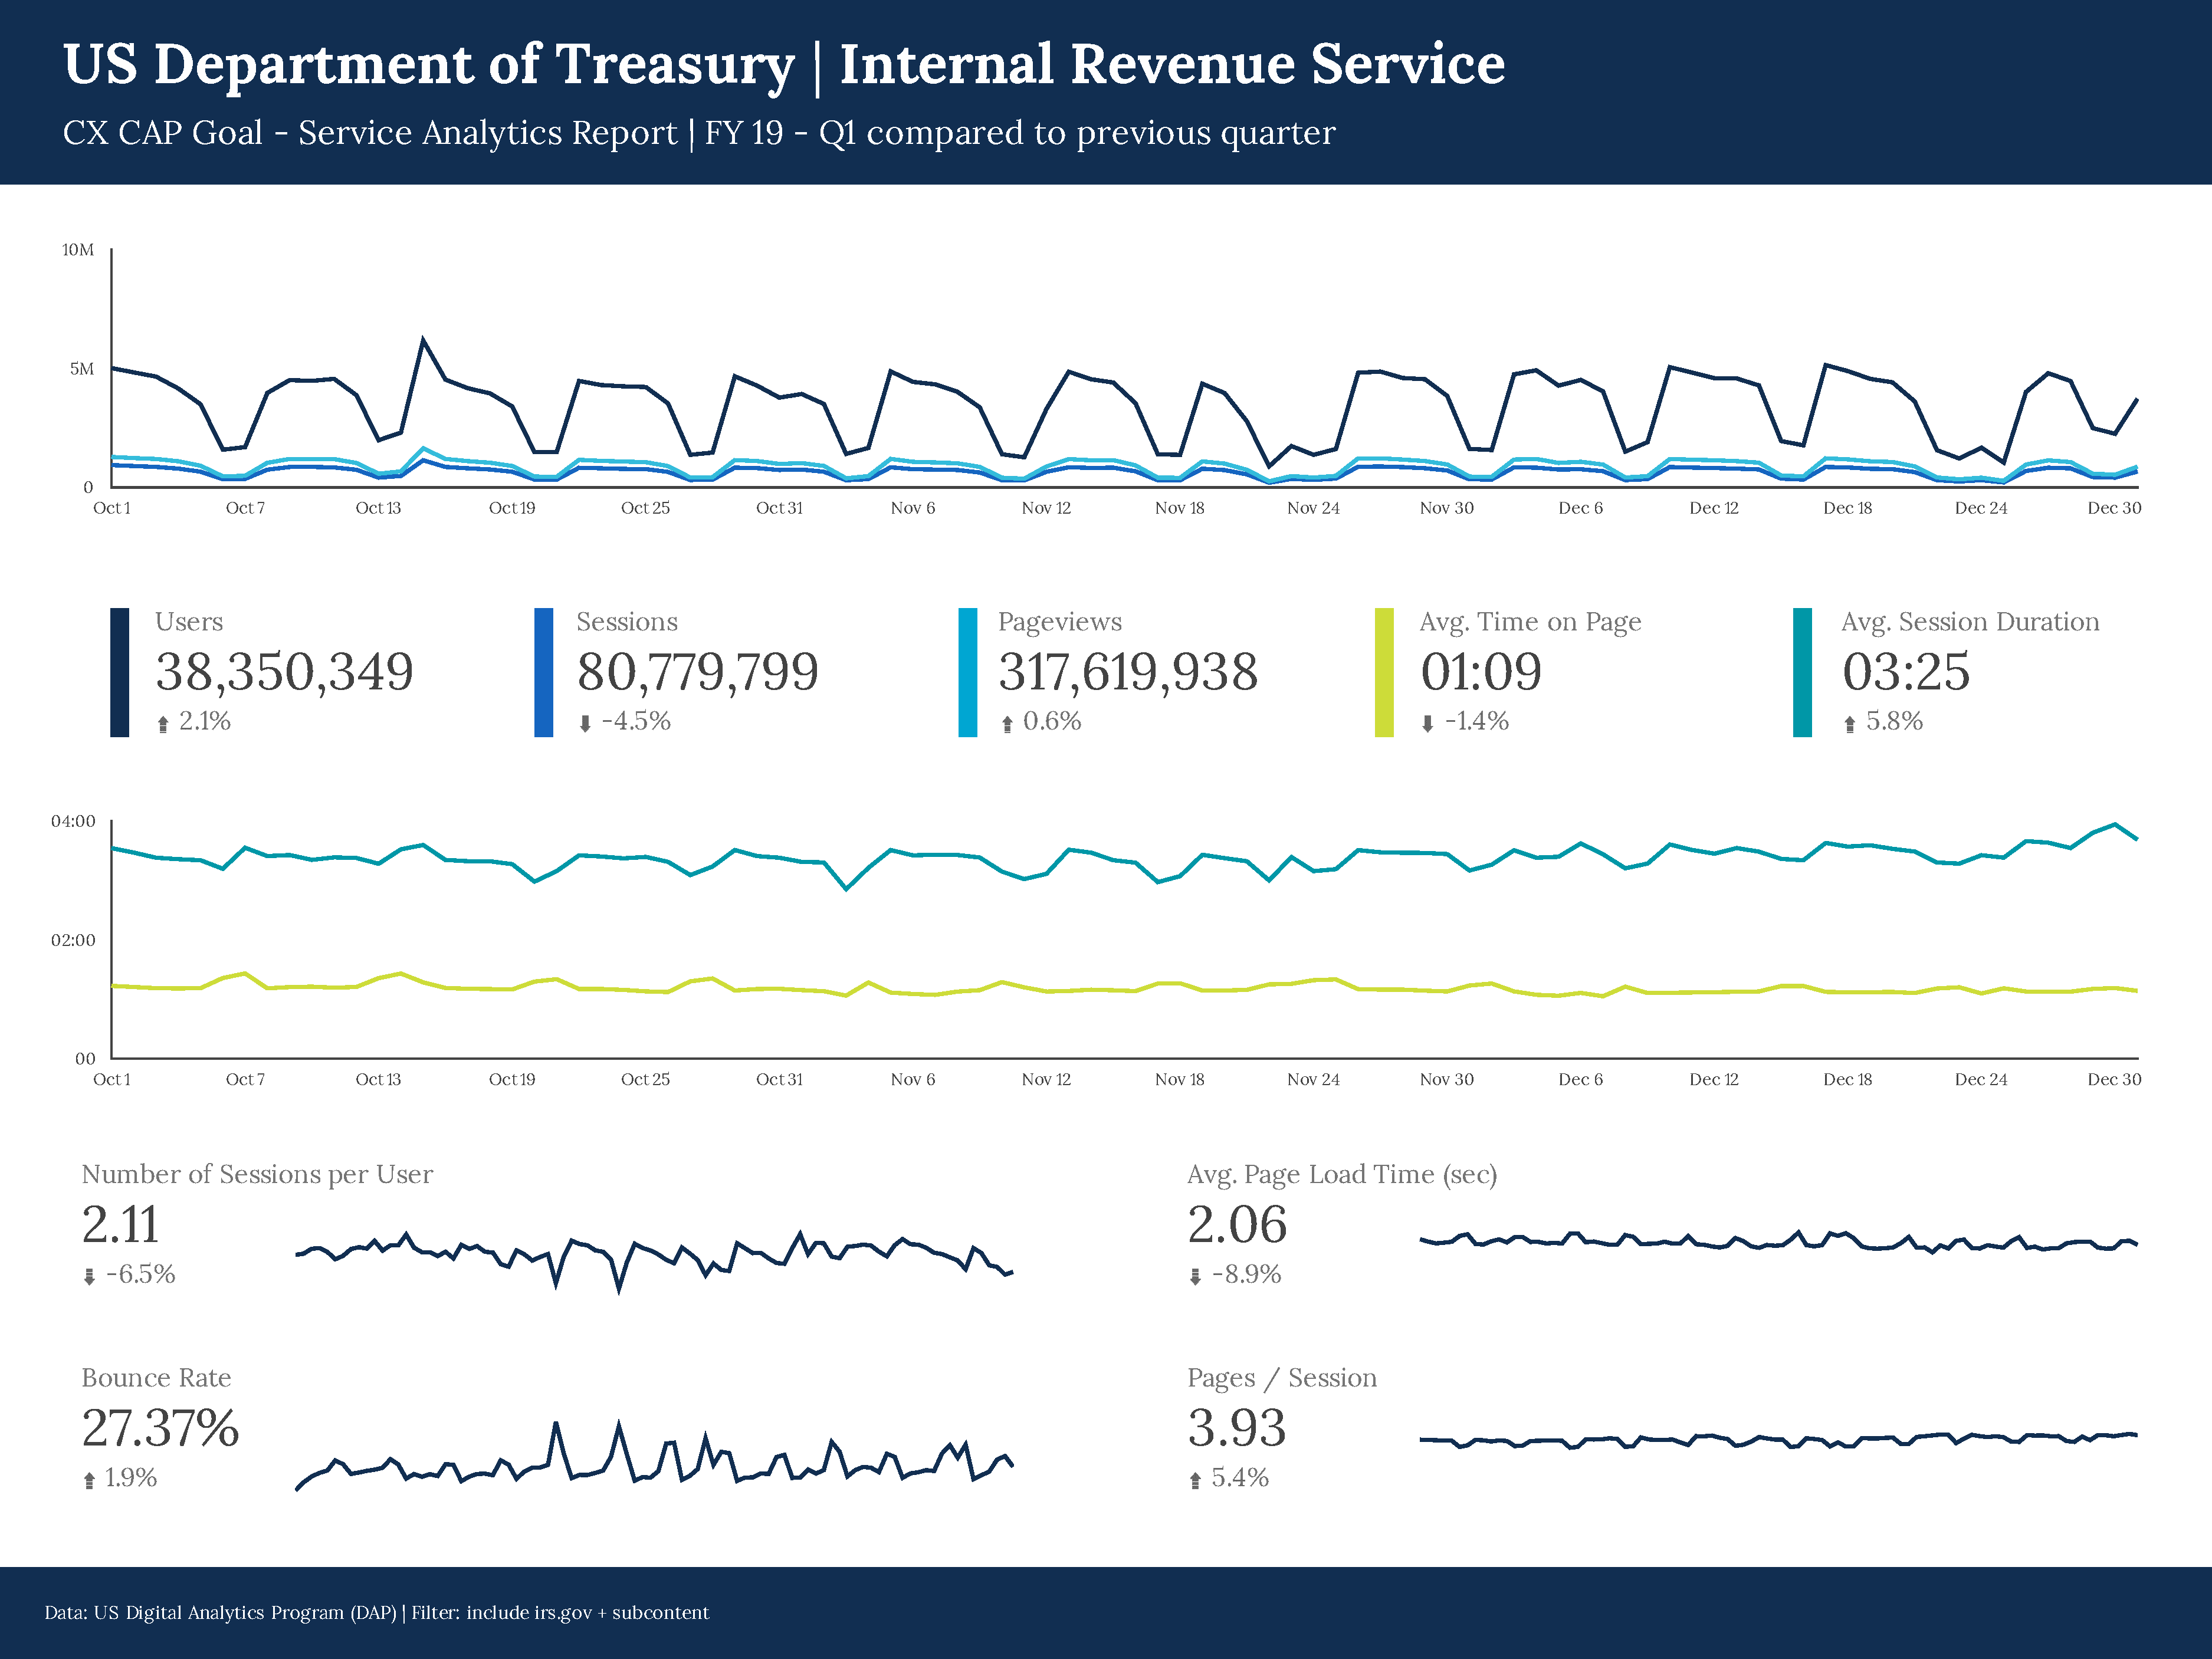 US Department of Treasury | Internal Revenue Service
CX CAP Goal - Service Analytics Report | FY 19 - Q1 compared to previous quarter
10M
5M
0
Oct 1 Oct 7 Oct 13 Oct 19 Oct 25 Oct 31 Nov 6 Nov 12 Nov 18 Nov 24 Nov 30 Dec 6 Dec 12 Dec 18 Dec 24 Dec 30
Users Sessions Pageviews Avg. Time on Page Avg. Session Duration
38,350,349 80,779,799 317,619,938 01:09 03:25
2.1% -4.5% 0.6% -1.4% 5.8%
04:00
02:00
00
Oct 1 Oct 7 Oct 13 Oct 19 Oct 25 Oct 31 Nov 6 Nov 12 Nov 18 Nov 24 Nov 30 Dec 6 Dec 12 Dec 18 Dec 24 Dec 30
Number of Sessions per User Avg. Page Load Time (sec)
2.11 2.06
-6.5% -8.9%
Bounce Rate Pages / Session
27.37% 3.93
1.9% 5.4%
Data: US Digital Analytics Program (DAP) | Filter: include irs.gov + subcontent